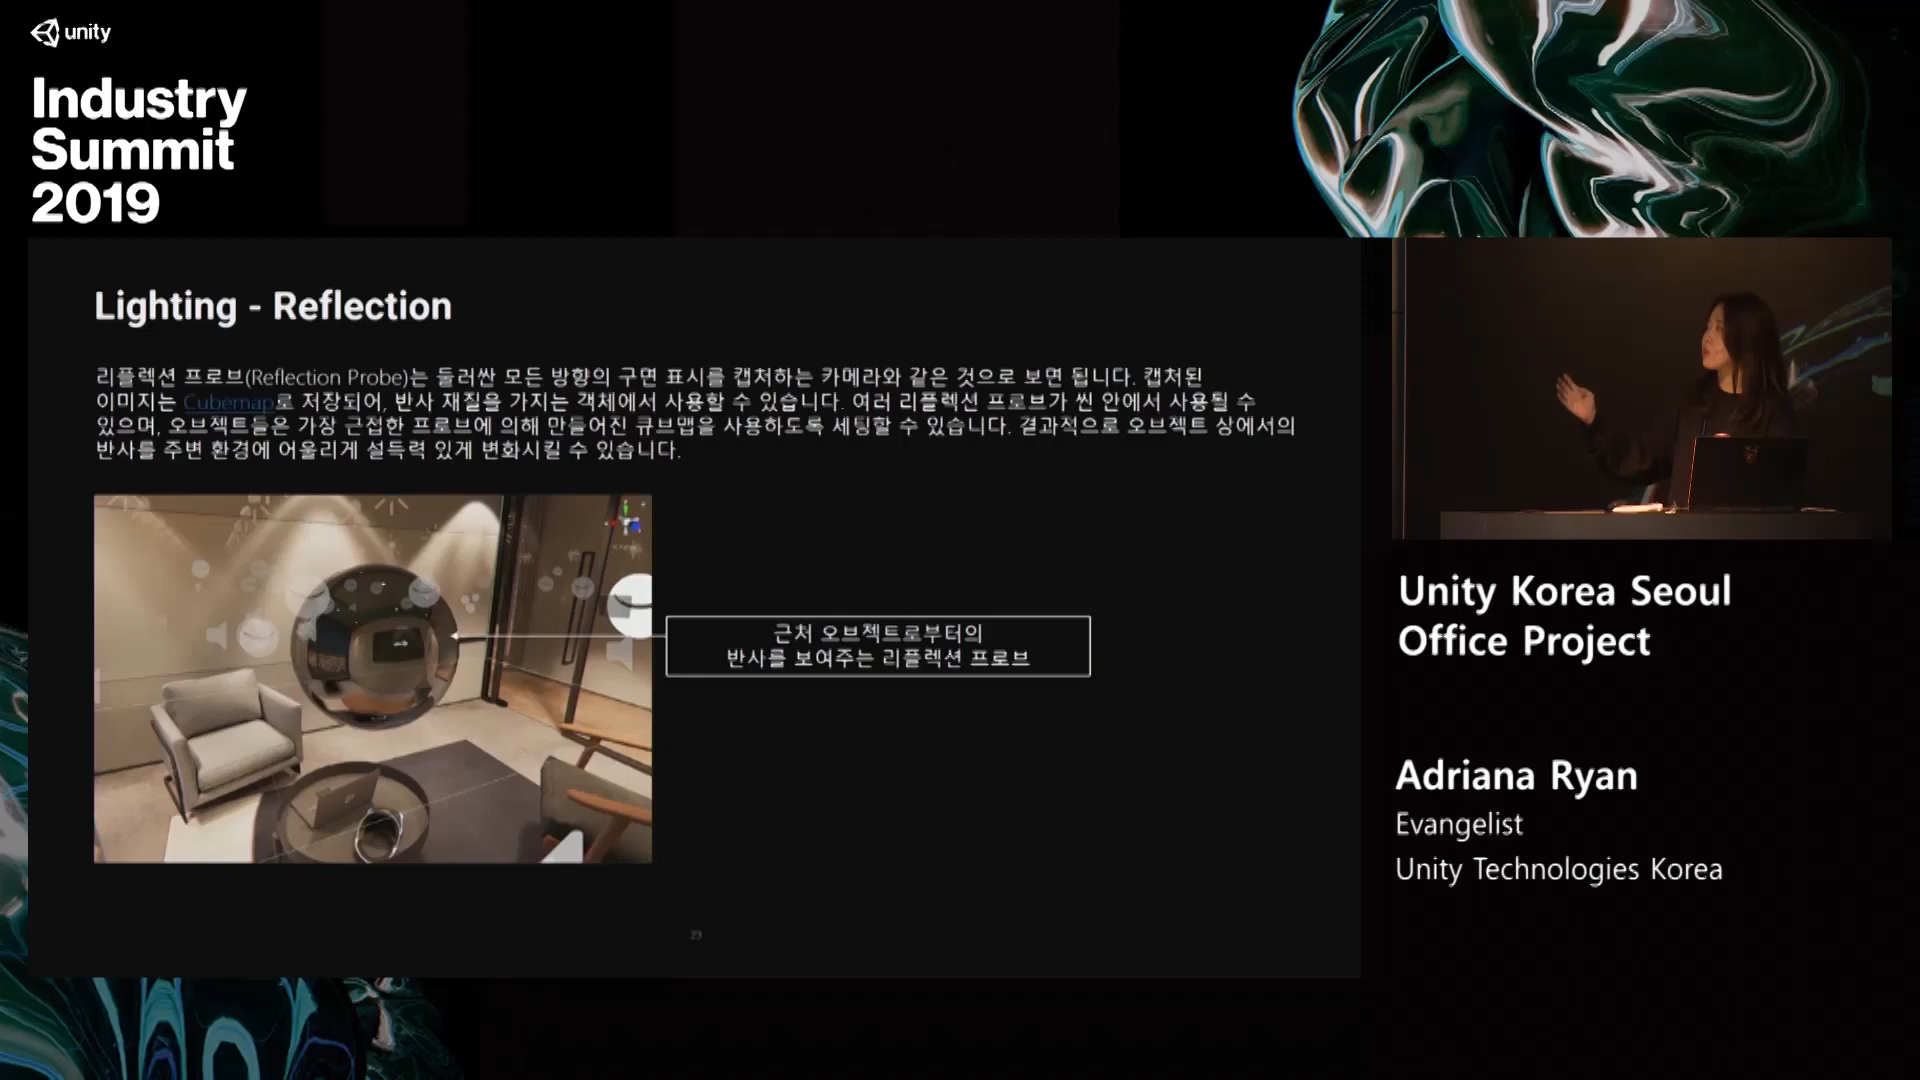 unity
Industry
Summit
2019
Lighting - Reflection
리플렉션 프로브(Reflection Probe)는 둘러싼 모든 방향의 구면 표시를 캡처하는 카메라와 같은 것으로 보면 됩니다. 캡처된
이미지는 Cubemap로 저장되어, 반사 재질을 가지는 객체에서 사용할 수 있습니다. 여러 리플렉션 프로브가 씬 안에서 사용될 수
있으며, 오브젝트들은 가장 근접한 프로브에 의해 만들어진 큐브맵을 사용하도록 세팅할 수 있습니다. 결과적으로 오브젝트 상에서의
반사를 주변 환경에 어울리게 설득력 있게 변화시킬 수 있습니다.
근처 오브젝트로부터의
반사를 보여주는 리플렉션 프로브
23
Unity Korea Seoul
Office Project
Adriana Ryan
Evangelist
Unity Technologies Korea